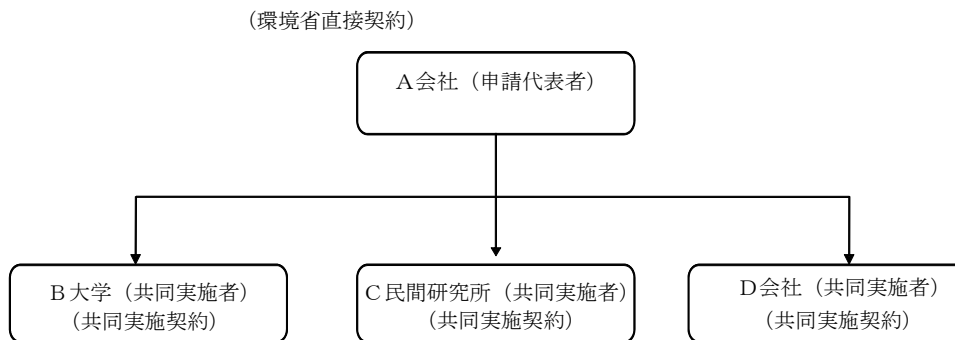 （環境省直接契約）
Ａ会社（申請代表者）
Ｂ大学（共同実施者）
（共同実施契約）
Ｃ民間研究所（共同実施者）
（共同実施契約）
Ｄ会社（共同実施者）
（共同実施契約）